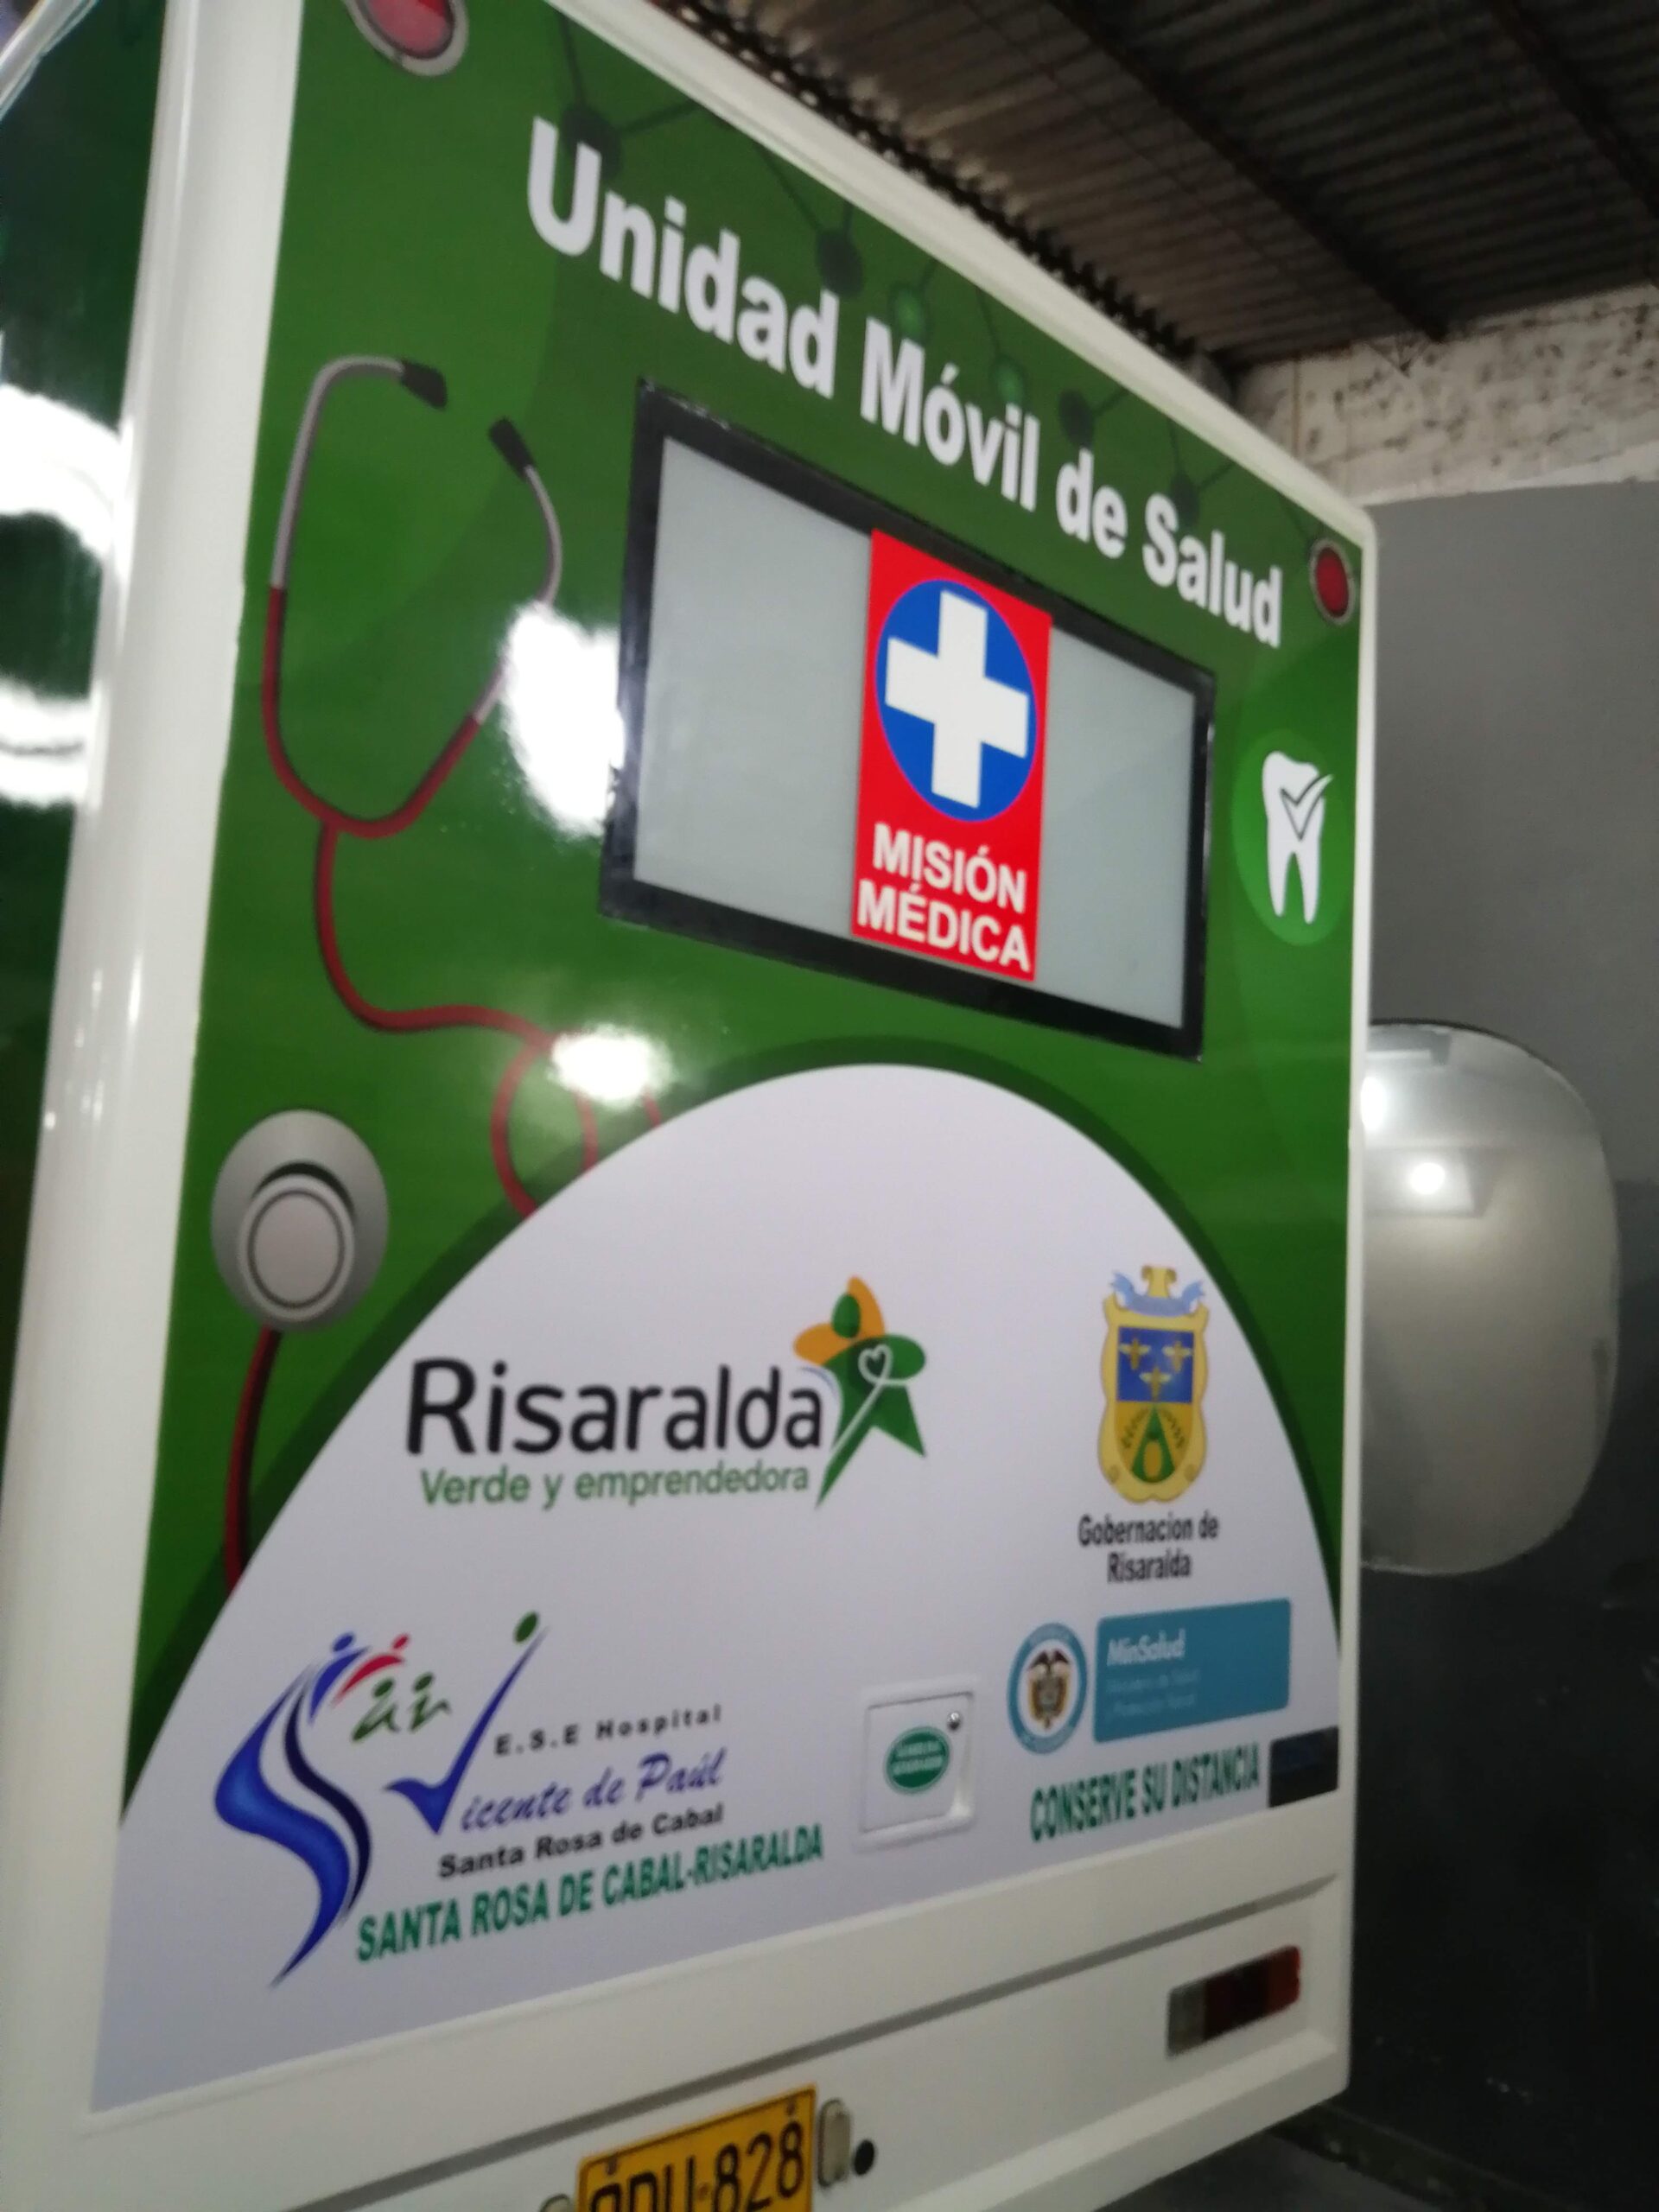 Unidad Móvil de Salud
MISIÓN
MÉDICA
Risaralda
Verde y emprendedora
Gobernacion de
Risaralda
MinSalud
E.S.E Hospital
Vicente de Paúl
Santa Rosa de Cabal
SANTA ROSA DE CABAL-RISARALDA
CONSERVE SU DISTANCIA